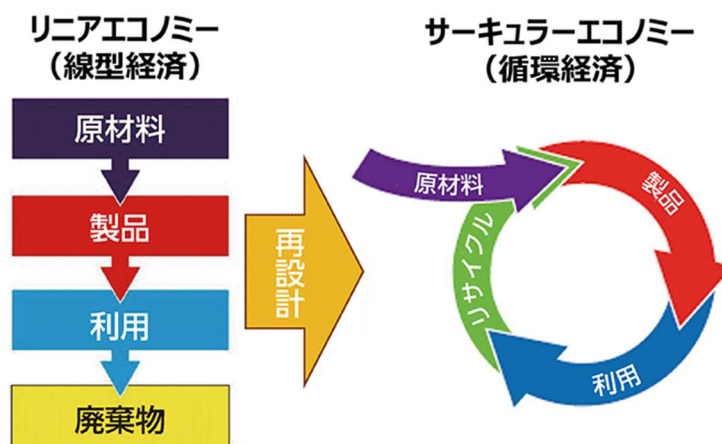 リニアエコノミー
（線型経済）
原材料
製品
利用
廃棄物
再設計
サーキュラーエコノミー
（循環経済）
原材料
製品
利用
リサイクル